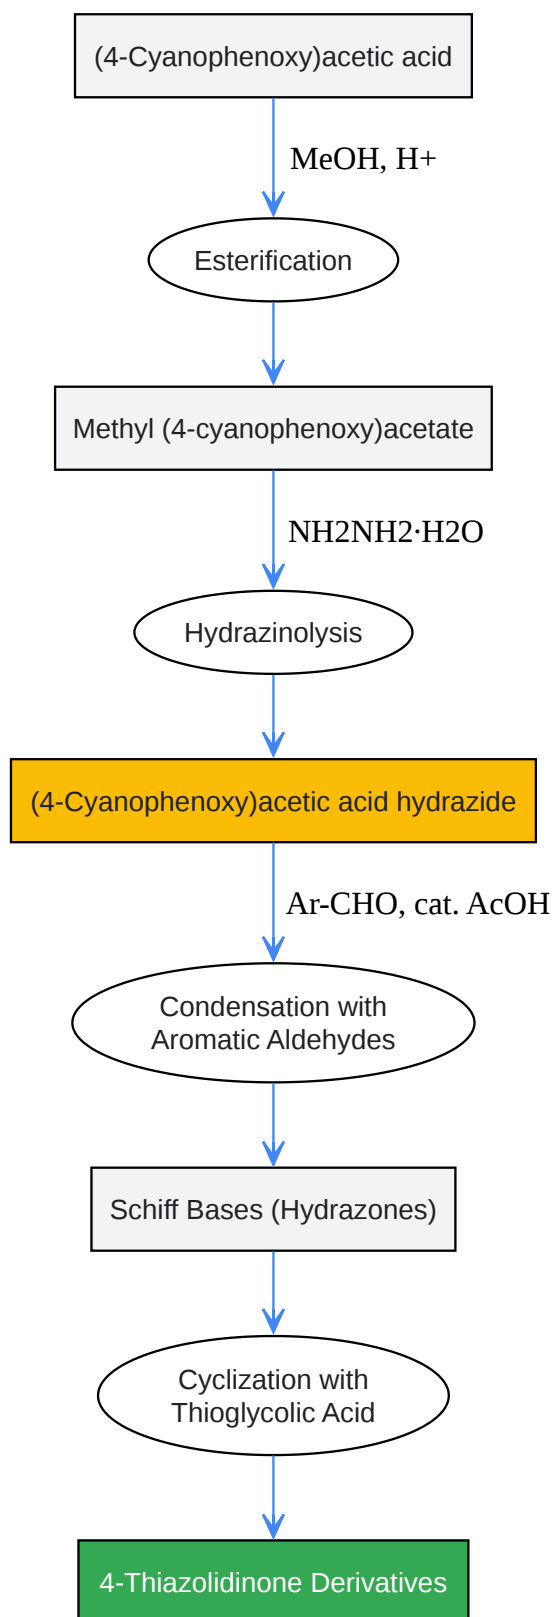 (4-Cyanophenoxy)acetic acid
MeOH, H+
Esterification
Methyl (4-cyanophenoxy)acetate
NH2NH2·H2O
Hydrazinolysis
(4-Cyanophenoxy)acetic acid hydrazide
Ar-CHO, cat. AcOH
Condensation with
Aromatic Aldehydes
Schiff Bases (Hydrazones)
Cyclization with
Thioglycolic Acid
4-Thiazolidinone Derivatives